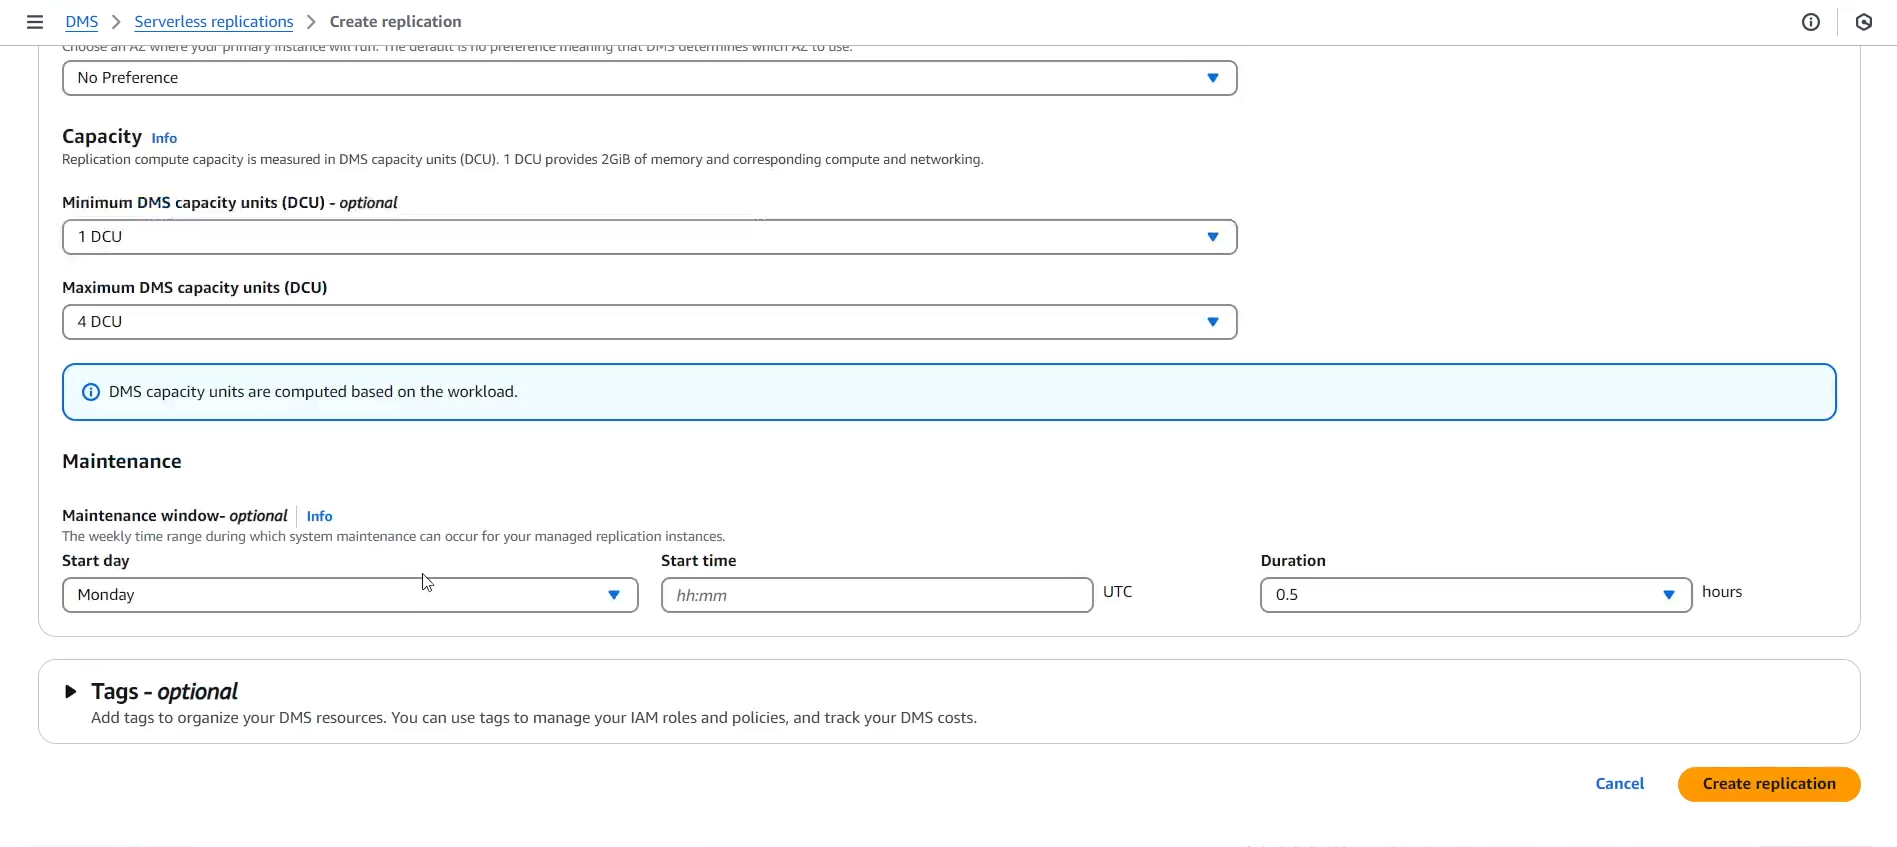 DMS > Serverless replications > Create replication
Choose an AZ where your primary instance will run. The default is no preference meaning that DMS determines which AZ to use.
No Preference
Capacity Info
Replication compute capacity is measured in DMS capacity units (DCU). 1 DCU provides 2GiB of memory and corresponding compute and networking.
Minimum DMS capacity units (DCU) - optional
1 DCU
Maximum DMS capacity units (DCU)
4 DCU
DMS capacity units are computed based on the workload.
Maintenance
Maintenance window- optional Info
The weekly time range during which system maintenance can occur for your managed replication instances.
Start day Start time Duration
Monday hh:mm UTC 0.5 hours
Tags - optional
Add tags to organize your DMS resources. You can use tags to manage your IAM roles and policies, and track your DMS costs.
Cancel Create replication